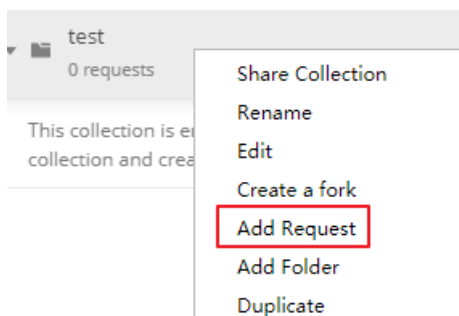 test
0 requests
Share Collection
Rename
This collection is e
Edit
collection and crea
Create a fork
Add Request
Add Folder
Duplicate